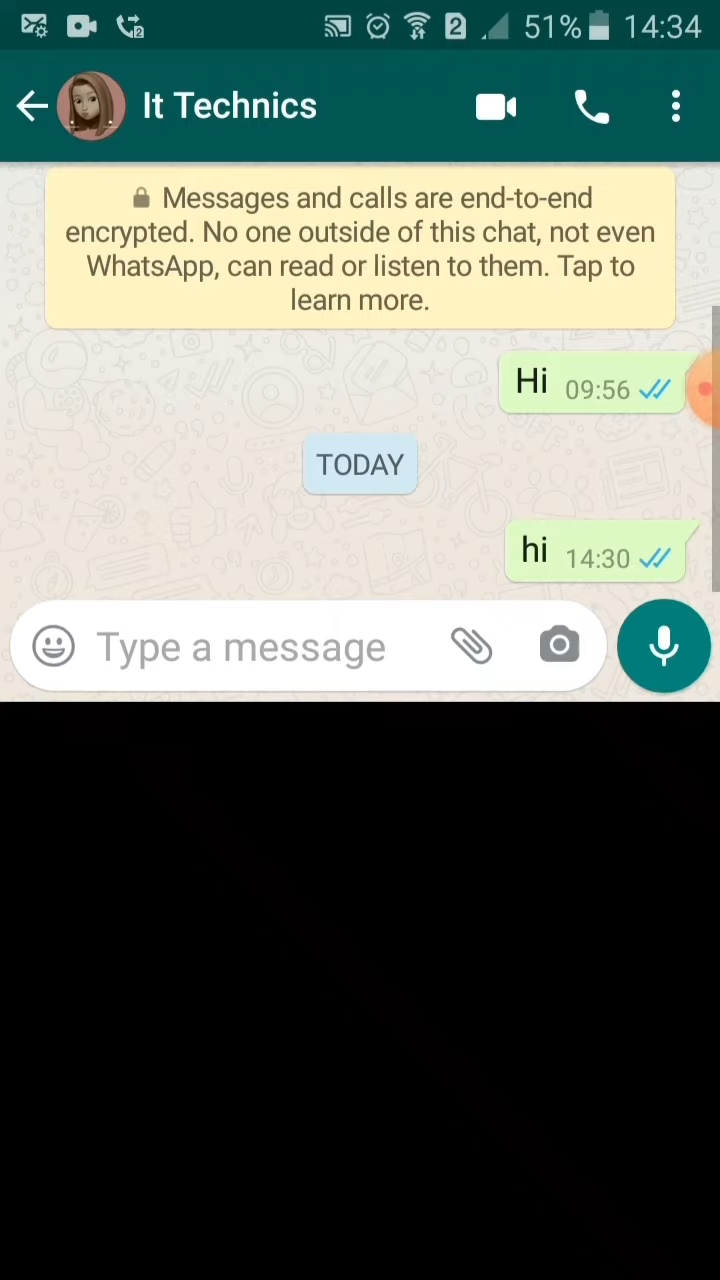 2 51% 14:34
It Technics
Messages and calls are end-to-end
encrypted. No one outside of this chat, not even
WhatsApp, can read or listen to them. Tap to
learn more.
Hi 09:56
TODAY
hi 14:30
Type a message